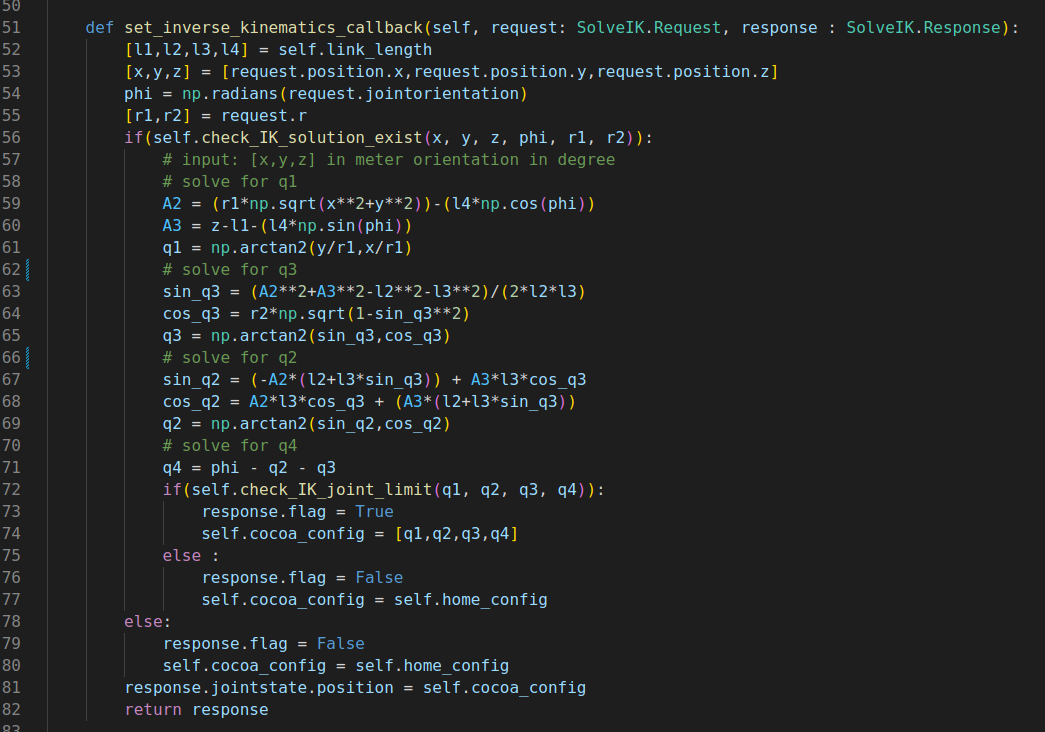 50
51 def set_inverse_kinematics_callback(self, request: SolveIK.Request, response : SolveIK.Response):
52 [l1,l2,l3,l4] = self.link_length
53 [x,y,z] = [request.position.x,request.position.y,request.position.z]
54 phi = np.radians(request.jointorientation)
55 [r1,r2] = request.r
56 if(self.check_IK_solution_exist(x, y, z, phi, r1, r2)):
57 # input: [x,y,z] in meter orientation in degree
58 # solve for q1
59 A2 = (r1*np.sqrt(x**2+y**2))-(l4*np.cos(phi))
60 A3 = z-l1-(l4*np.sin(phi))
61 q1 = np.arctan2(y/r1,x/r1)
62 # solve for q3
63 sin_q3 = (A2**2+A3**2-l2**2-l3**2)/(2*l2*l3)
64 cos_q3 = r2*np.sqrt(1-sin_q3**2)
65 q3 = np.arctan2(sin_q3,cos_q3)
66 # solve for q2
67 sin_q2 = (-A2*(l2+l3*sin_q3)) + A3*l3*cos_q3
68 cos_q2 = A2*l3*cos_q3 + (A3*(l2+l3*sin_q3))
69 q2 = np.arctan2(sin_q2,cos_q2)
70 # solve for q4
71 q4 = phi - q2 - q3
72 if(self.check_IK_joint_limit(q1, q2, q3, q4)):
73 response.flag = True
74 self.cocoa_config = [q1,q2,q3,q4]
75 else :
76 response.flag = False
77 self.cocoa_config = self.home_config
78 else:
79 response.flag = False
80 self.cocoa_config = self.home_config
81 response.jointstate.position = self.cocoa_config
82 return response
83